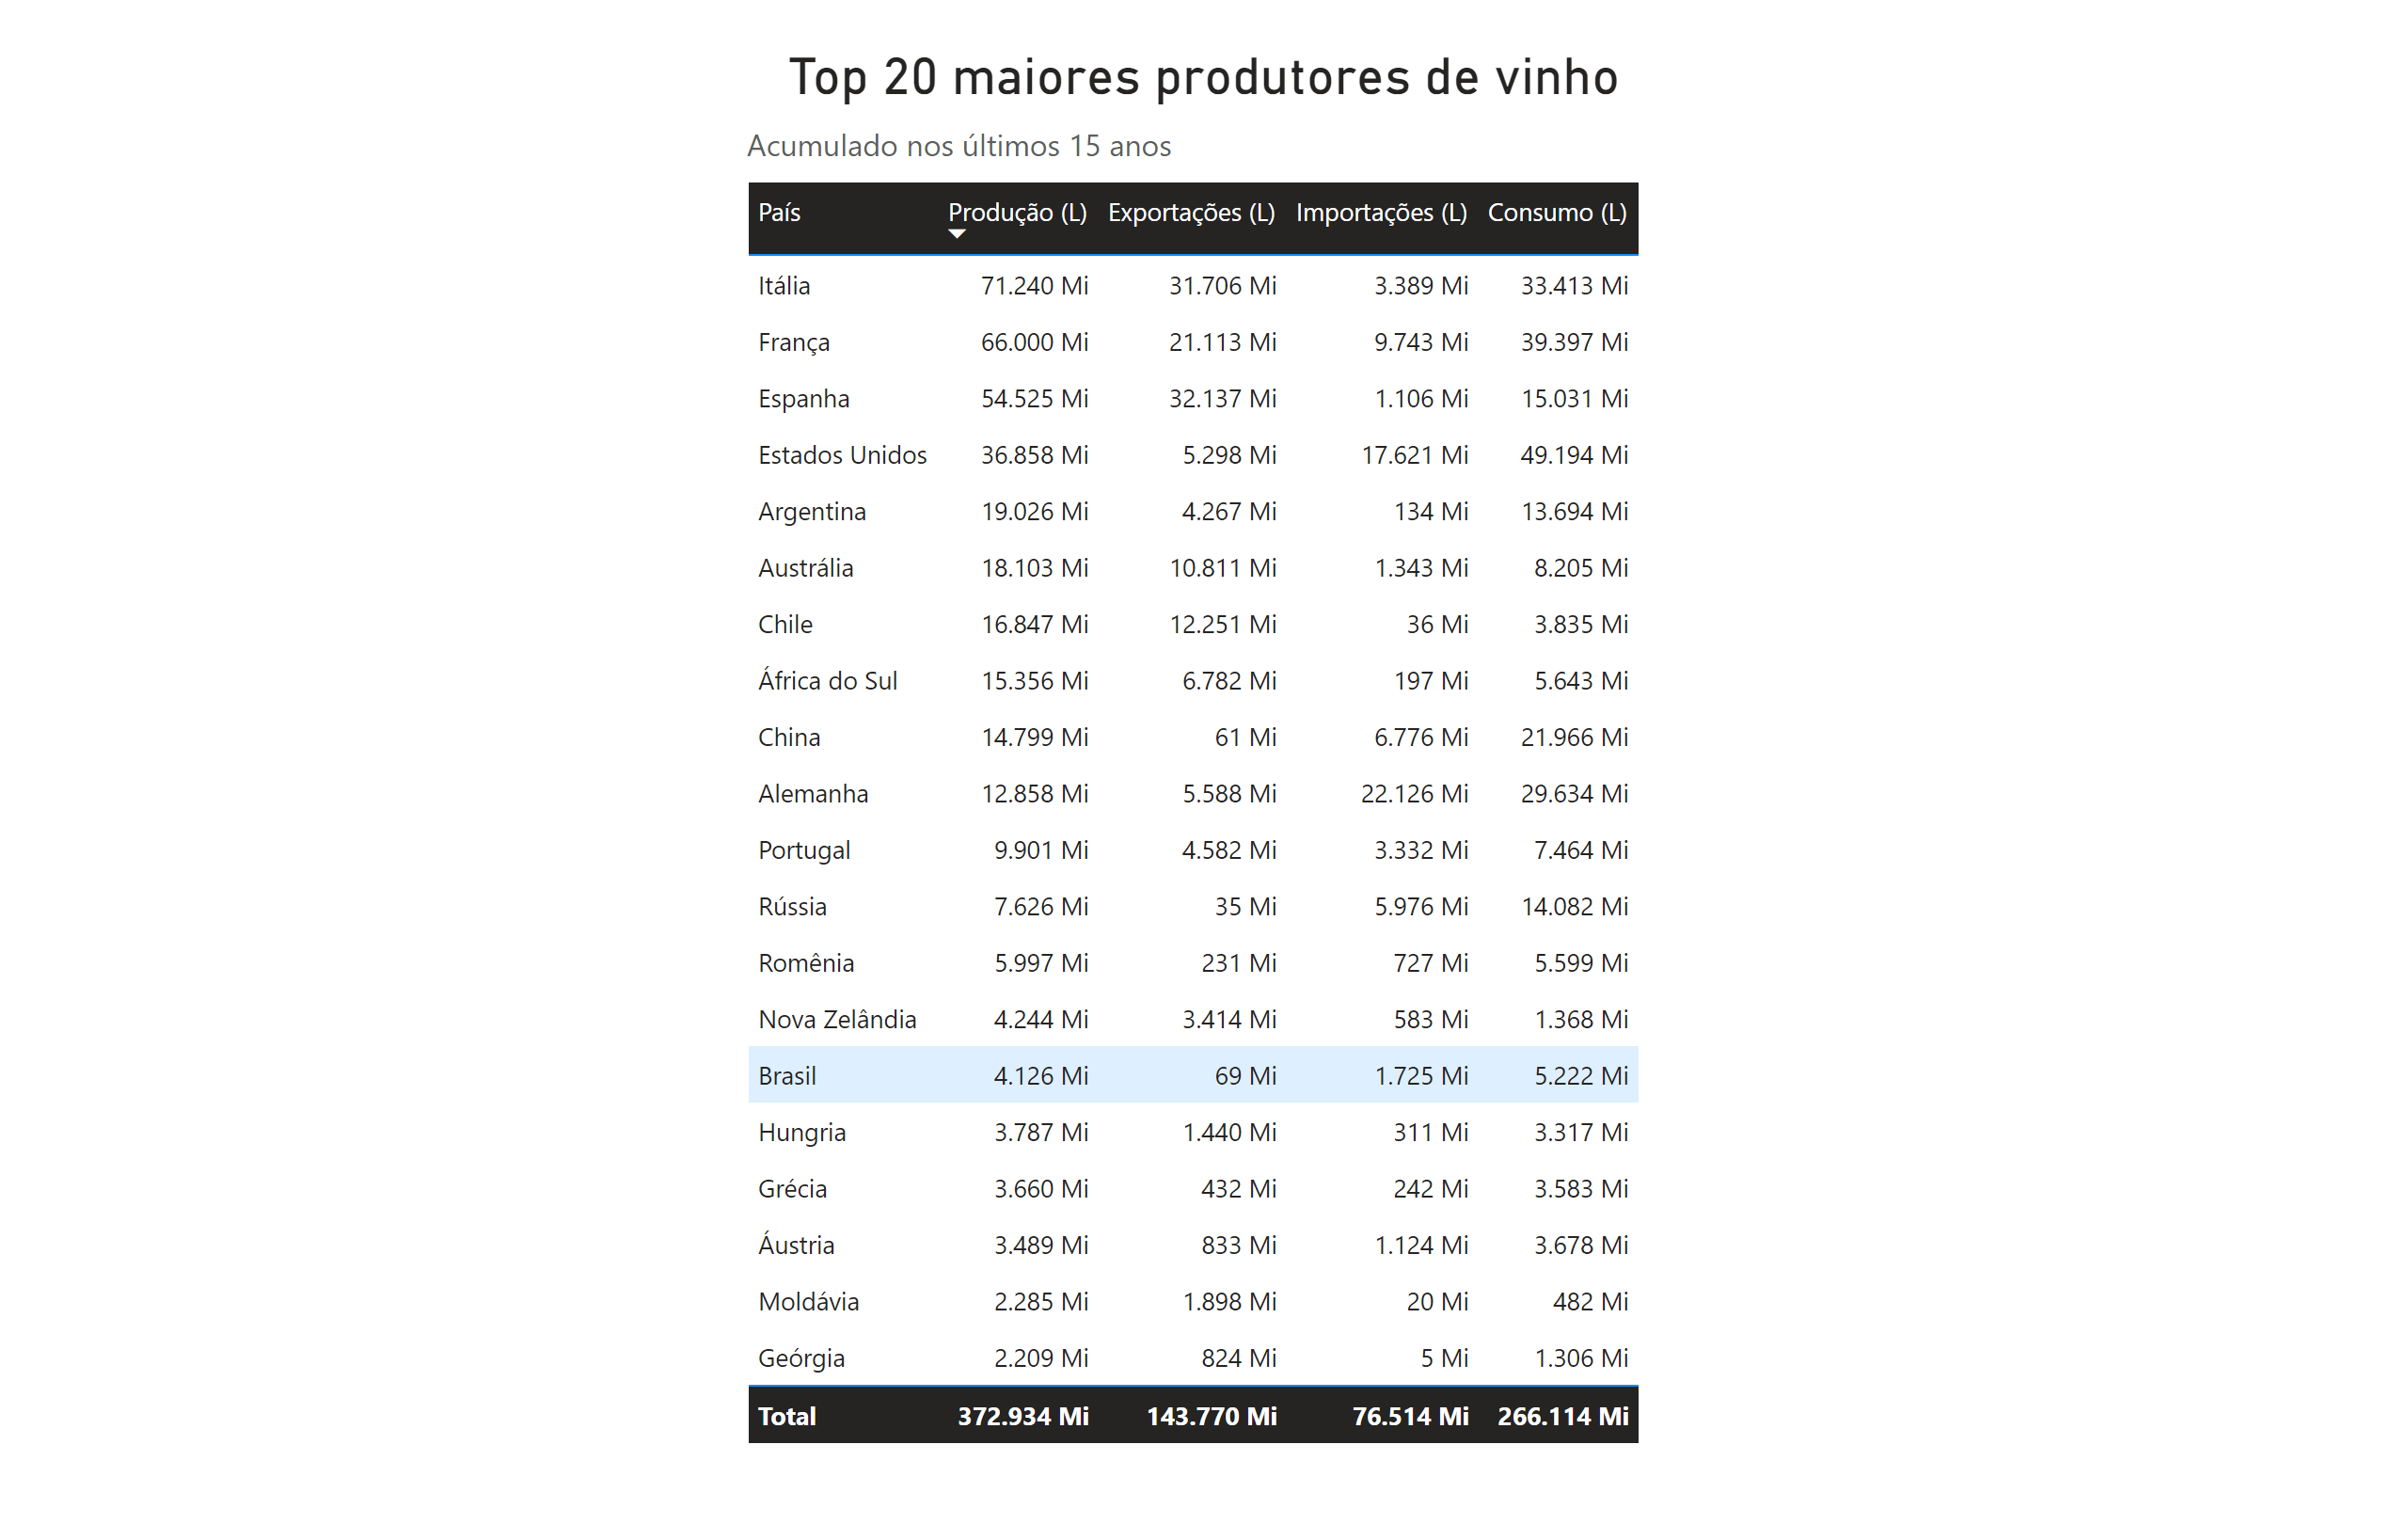 Top 20 maiores produtores de vinho
Acumulado nos últimos 15 anos
País Produção (L) Exportações (L) Importações (L) Consumo (L)
Itália 71.240 Mi 31.706 Mi 3.389 Mi 33.413 Mi
França 66.000 Mi 21.113 Mi 9.743 Mi 39.397 Mi
Espanha 54.525 Mi 32.137 Mi 1.106 Mi 15.031 Mi
Estados Unidos 36.858 Mi 5.298 Mi 17.621 Mi 49.194 Mi
Argentina 19.026 Mi 4.267 Mi 134 Mi 13.694 Mi
Austrália 18.103 Mi 10.811 Mi 1.343 Mi 8.205 Mi
Chile 16.847 Mi 12.251 Mi 36 Mi 3.835 Mi
África do Sul 15.356 Mi 6.782 Mi 197 Mi 5.643 Mi
China 14.799 Mi 61 Mi 6.776 Mi 21.966 Mi
Alemanha 12.858 Mi 5.588 Mi 22.126 Mi 29.634 Mi
Portugal 9.901 Mi 4.582 Mi 3.332 Mi 7.464 Mi
Rússia 7.626 Mi 35 Mi 5.976 Mi 14.082 Mi
Romênia 5.997 Mi 231 Mi 727 Mi 5.599 Mi
Nova Zelândia 4.244 Mi 3.414 Mi 583 Mi 1.368 Mi
Brasil 4.126 Mi 69 Mi 1.725 Mi 5.222 Mi
Hungria 3.787 Mi 1.440 Mi 311 Mi 3.317 Mi
Grécia 3.660 Mi 432 Mi 242 Mi 3.583 Mi
Áustria 3.489 Mi 833 Mi 1.124 Mi 3.678 Mi
Moldávia 2.285 Mi 1.898 Mi 20 Mi 482 Mi
Geórgia 2.209 Mi 824 Mi 5 Mi 1.306 Mi
Total 372.934 Mi 143.770 Mi 76.514 Mi 266.114 Mi